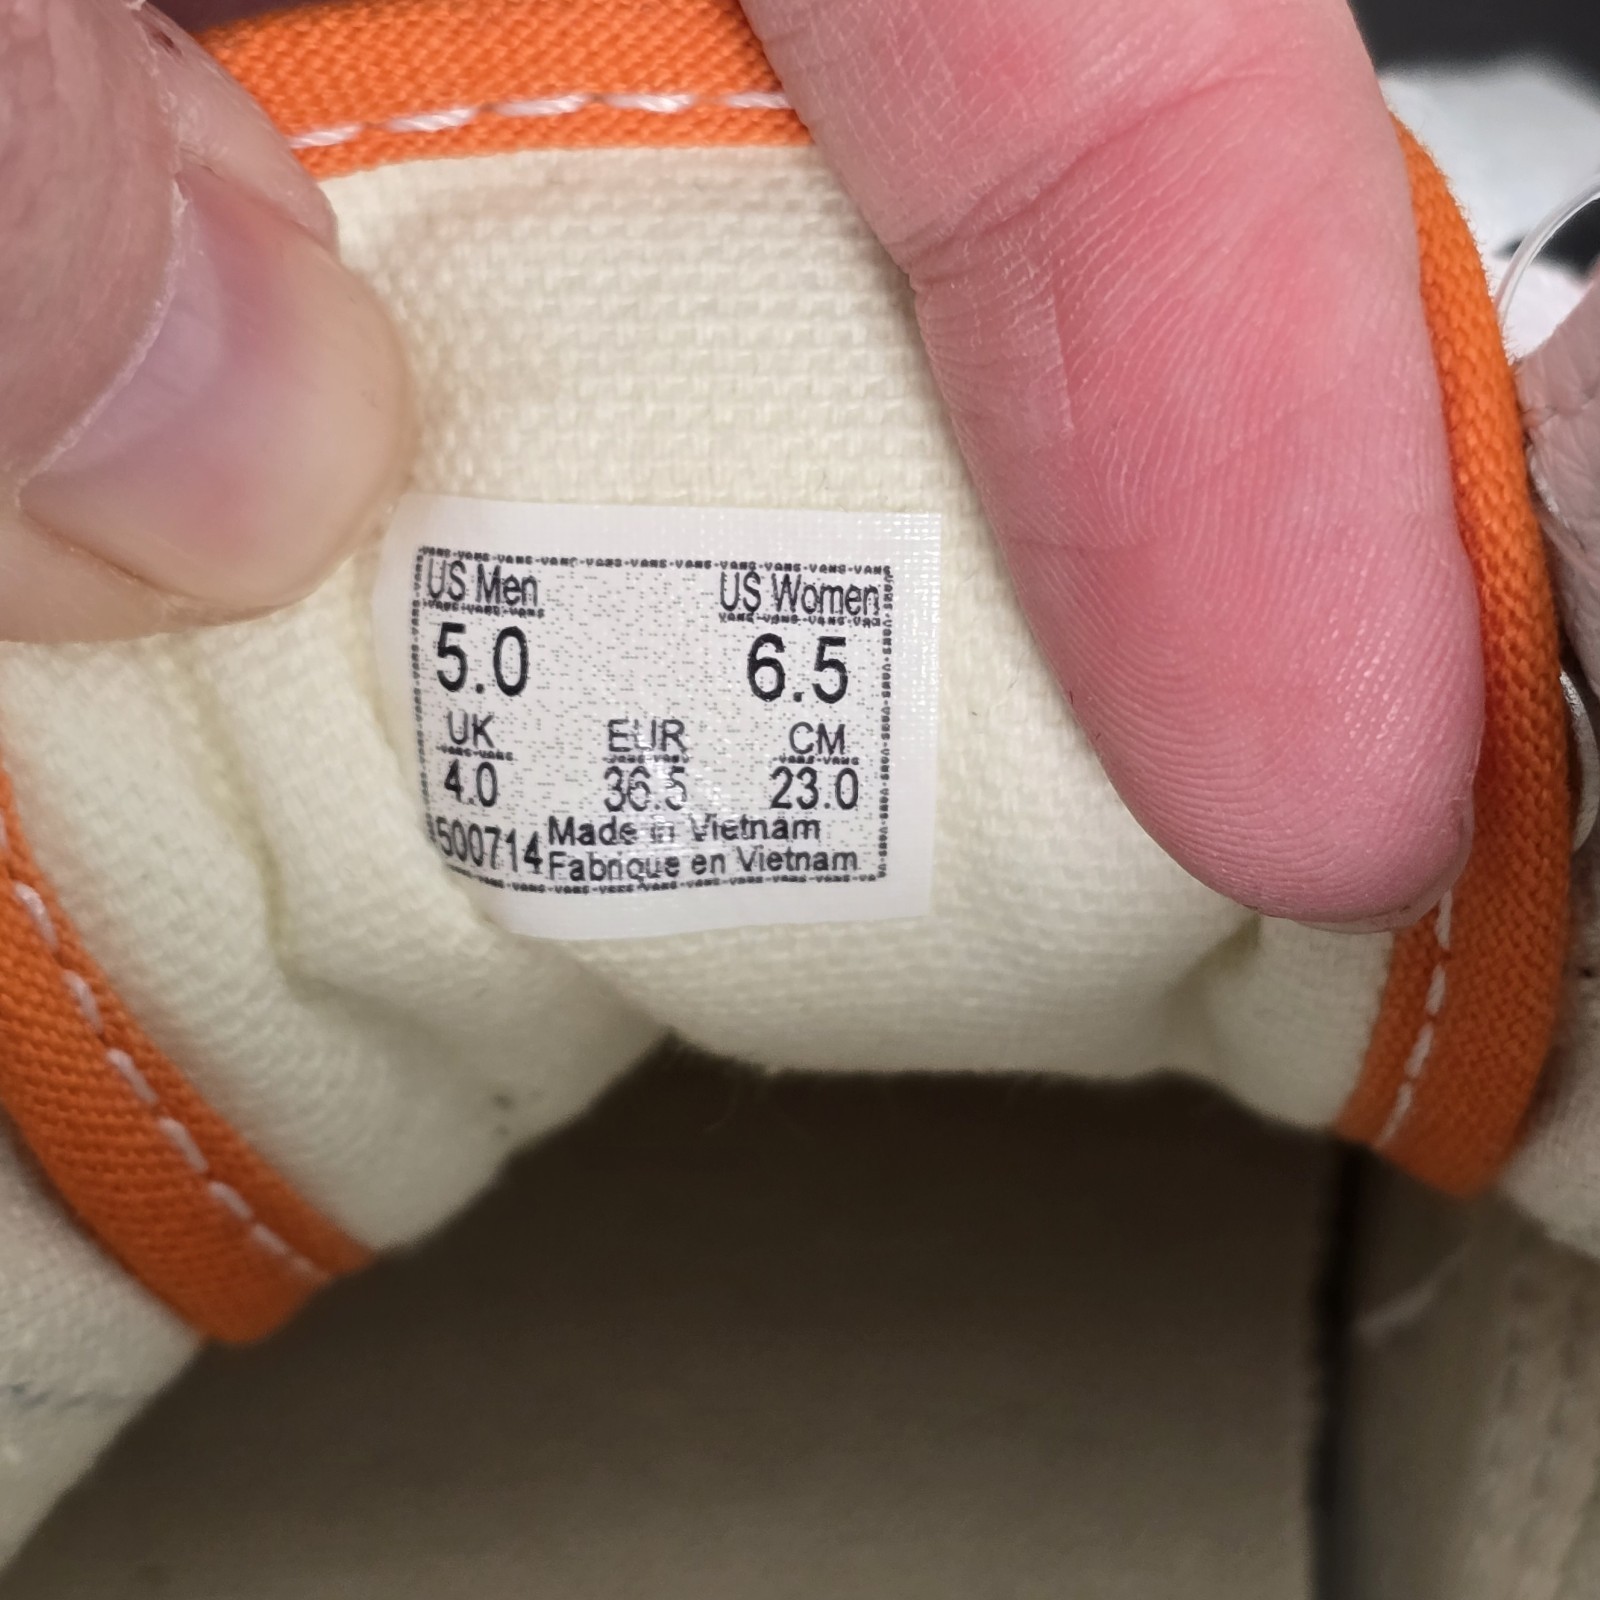 US Men US Women
5.0 6.5
UK EUR CM
4.0 36.5 23.0
500714 Made in Vietnam
Fabrique en Vietnam